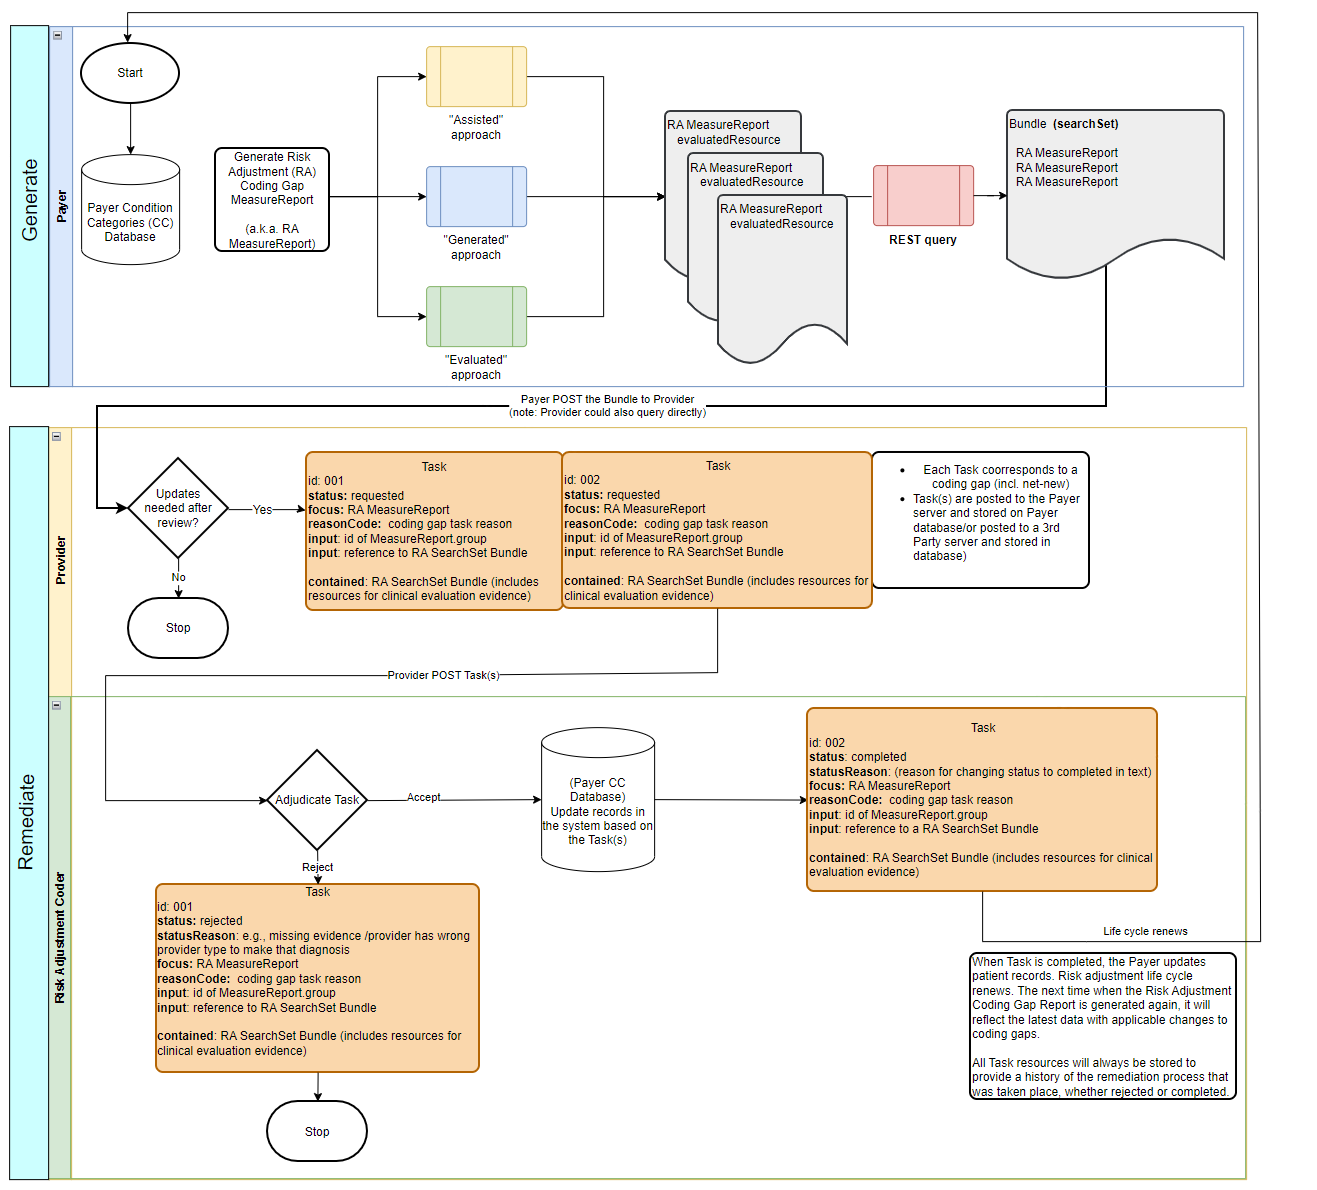 Generate
Payer
Start
Payer Condition
Categories (CC)
Database
Generate Risk
Adjustment (RA)
Coding Gap
MeasureReport
(a.k.a. RA
MeasureReport)
"Assisted"
approach
"Generated"
approach
"Evaluated"
approach
RA MeasureReport
evaluatedResource
RA MeasureReport
evaluatedResource
RA MeasureReport
evaluatedResource
REST query
Bundle (searchSet)
RA MeasureReport
RA MeasureReport
RA MeasureReport
Payer POST the Bundle to Provider
(note: Provider could also query directly)
Remediate
Provider
Updates
needed after
review?
Yes
No
Stop
Task
id: 001
status: requested
focus: RA MeasureReport
reasonCode: coding gap task reason
input: id of MeasureReport.group
input: reference to RA SearchSet Bundle
contained: RA SearchSet Bundle (includes
resources for clinical evaluation evidence)
Task
id: 002
status: requested
focus: RA MeasureReport
reasonCode: coding gap task reason
input: id of MeasureReport.group
input: reference to RA SearchSet Bundle
contained: RA SearchSet Bundle (includes resources for
clinical evaluation evidence)
• Each Task coorresponds to a
coding gap (incl. net-new)
• Task(s) are posted to the Payer
server and stored on Payer
database/or posted to a 3rd
Party server and stored in
database)
Provider POST Task(s)
Risk Adjustment Coder
Adjudicate Task
Accept
Reject
(Payer CC
Database)
Update records in
the system based on
the Task(s)
Task
id: 002
status: completed
statusReason: (reason for changing status to completed in text)
focus: RA MeasureReport
reasonCode: coding gap task reason
input: id of MeasureReport.group
input: reference to a RA SearchSet Bundle
contained: RA SearchSet Bundle (includes resources for clinical
evaluation evidence)
Task
id: 001
status: rejected
statusReason: e.g., missing evidence /provider has wrong
provider type to make that diagnosis
focus: RA MeasureReport
reasonCode: coding gap task reason
input: id of MeasureReport.group
input: reference to RA SearchSet Bundle
contained: RA SearchSet Bundle (includes resources for
clinical evaluation evidence)
Stop
Life cycle renews
When Task is completed, the Payer updates
patient records. Risk adjustment life cycle
renews. The next time when the Risk Adjustment
Coding Gap Report is generated again, it will
reflect the latest data with applicable changes to
coding gaps.
All Task resources will always be stored to
provide a history of the remediation process that
was taken place, whether rejected or completed.